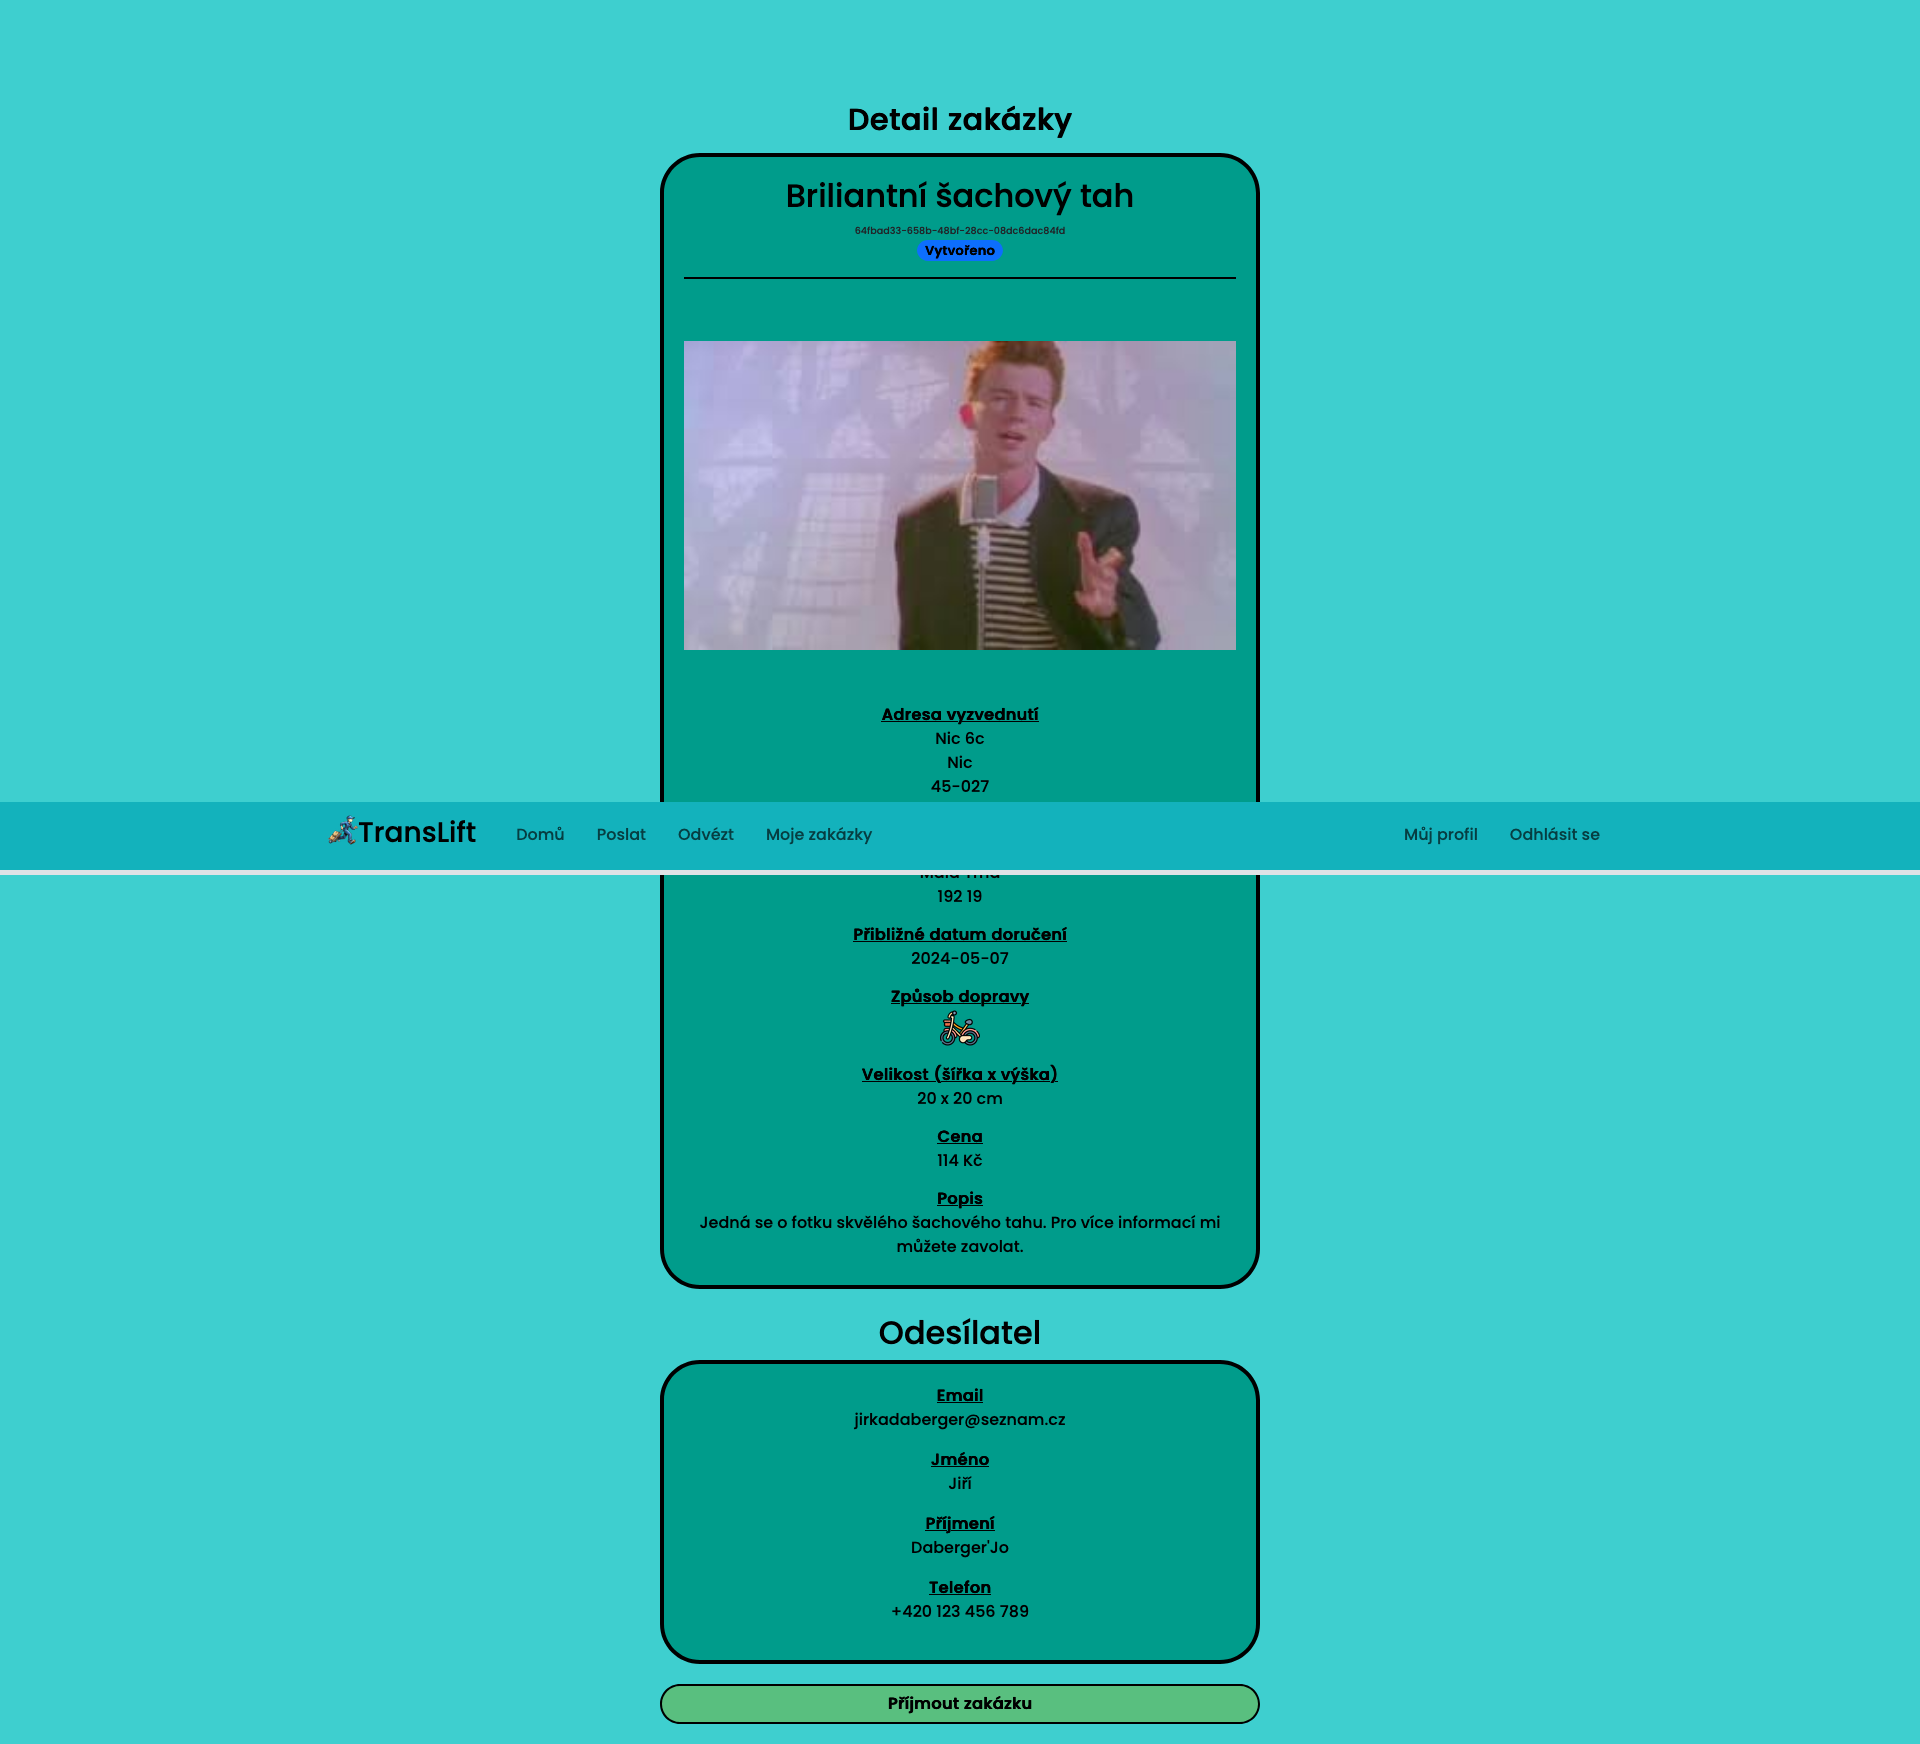 Detail zakázky
Briliantní šachový tah
64fbad33-658b-48bf-28cc-08dc6dac84fd
Vytvořeno
Adresa vyzvednutí
Nic 6c
Nic
45-027
TransLift Domů Poslat Odvézt Moje zakázky Můj profil Odhlásit se
192 19
Přibližné datum doručení
2024-05-07
Způsob dopravy
Velikost (šířka x výška)
20 x 20 cm
Cena
114 Kč
Popis
Jedná se o fotku skvělého šachového tahu. Pro více informací mi
můžete zavolat.
Odesílatel
Email
jirkadaberger@seznam.cz
Jméno
Jiří
Příjmení
Daberger'Jo
Telefon
+420 123 456 789
Příjmout zakázku